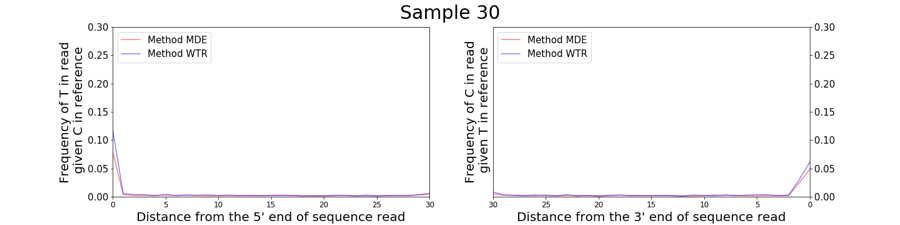 Sample 30
Frequency of T in read
given C in reference
0.30
0.25
0.20
0.15
0.10
0.05
0.00
Method MDE
Method WTR
0 5 10 15 20 25 30
Distance from the 5' end of sequence read
Frequency of C in read
given T in reference
Method MDE
Method WTR
0.30
0.25
0.20
0.15
0.10
0.05
0.00
30 25 20 15 10 5 0
Distance from the 3' end of sequence read